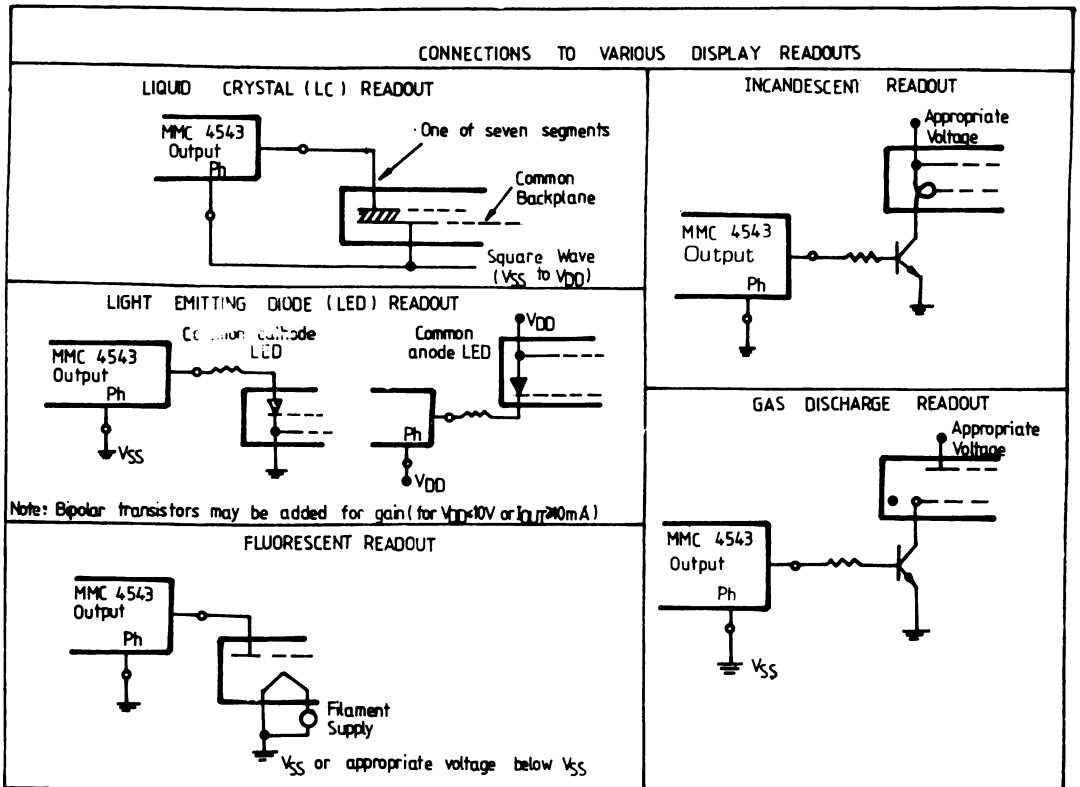 CONNECTIONS TO VARIOUS DISPLAY READOUTS
LIQUID CRYSTAL (LC) READOUT
MMC 4543
Output
Ph
One of seven segments
Common
Backplane
Square Wave
(VSS to VDD)
LIGHT EMITTING DIODE (LED) READOUT
MMC 4543
Output
Ph
VSS
cathode
LED
Common
anode LED
VDD
Ph
VDD
Note: Bipolar transistors may be added for gain (for VDD<10V or IOUT≥10mA)
FLUORESCENT READOUT
MMC 4543
Output
Ph
Filament
Supply
VSS or appropriate voltage below VSS
INCANDESCENT READOUT
Appropriate
Voltage
MMC 4543
Output
Ph
GAS DISCHARGE READOUT
Appropriate
Voltage
MMC 4543
Output
Ph
VSS